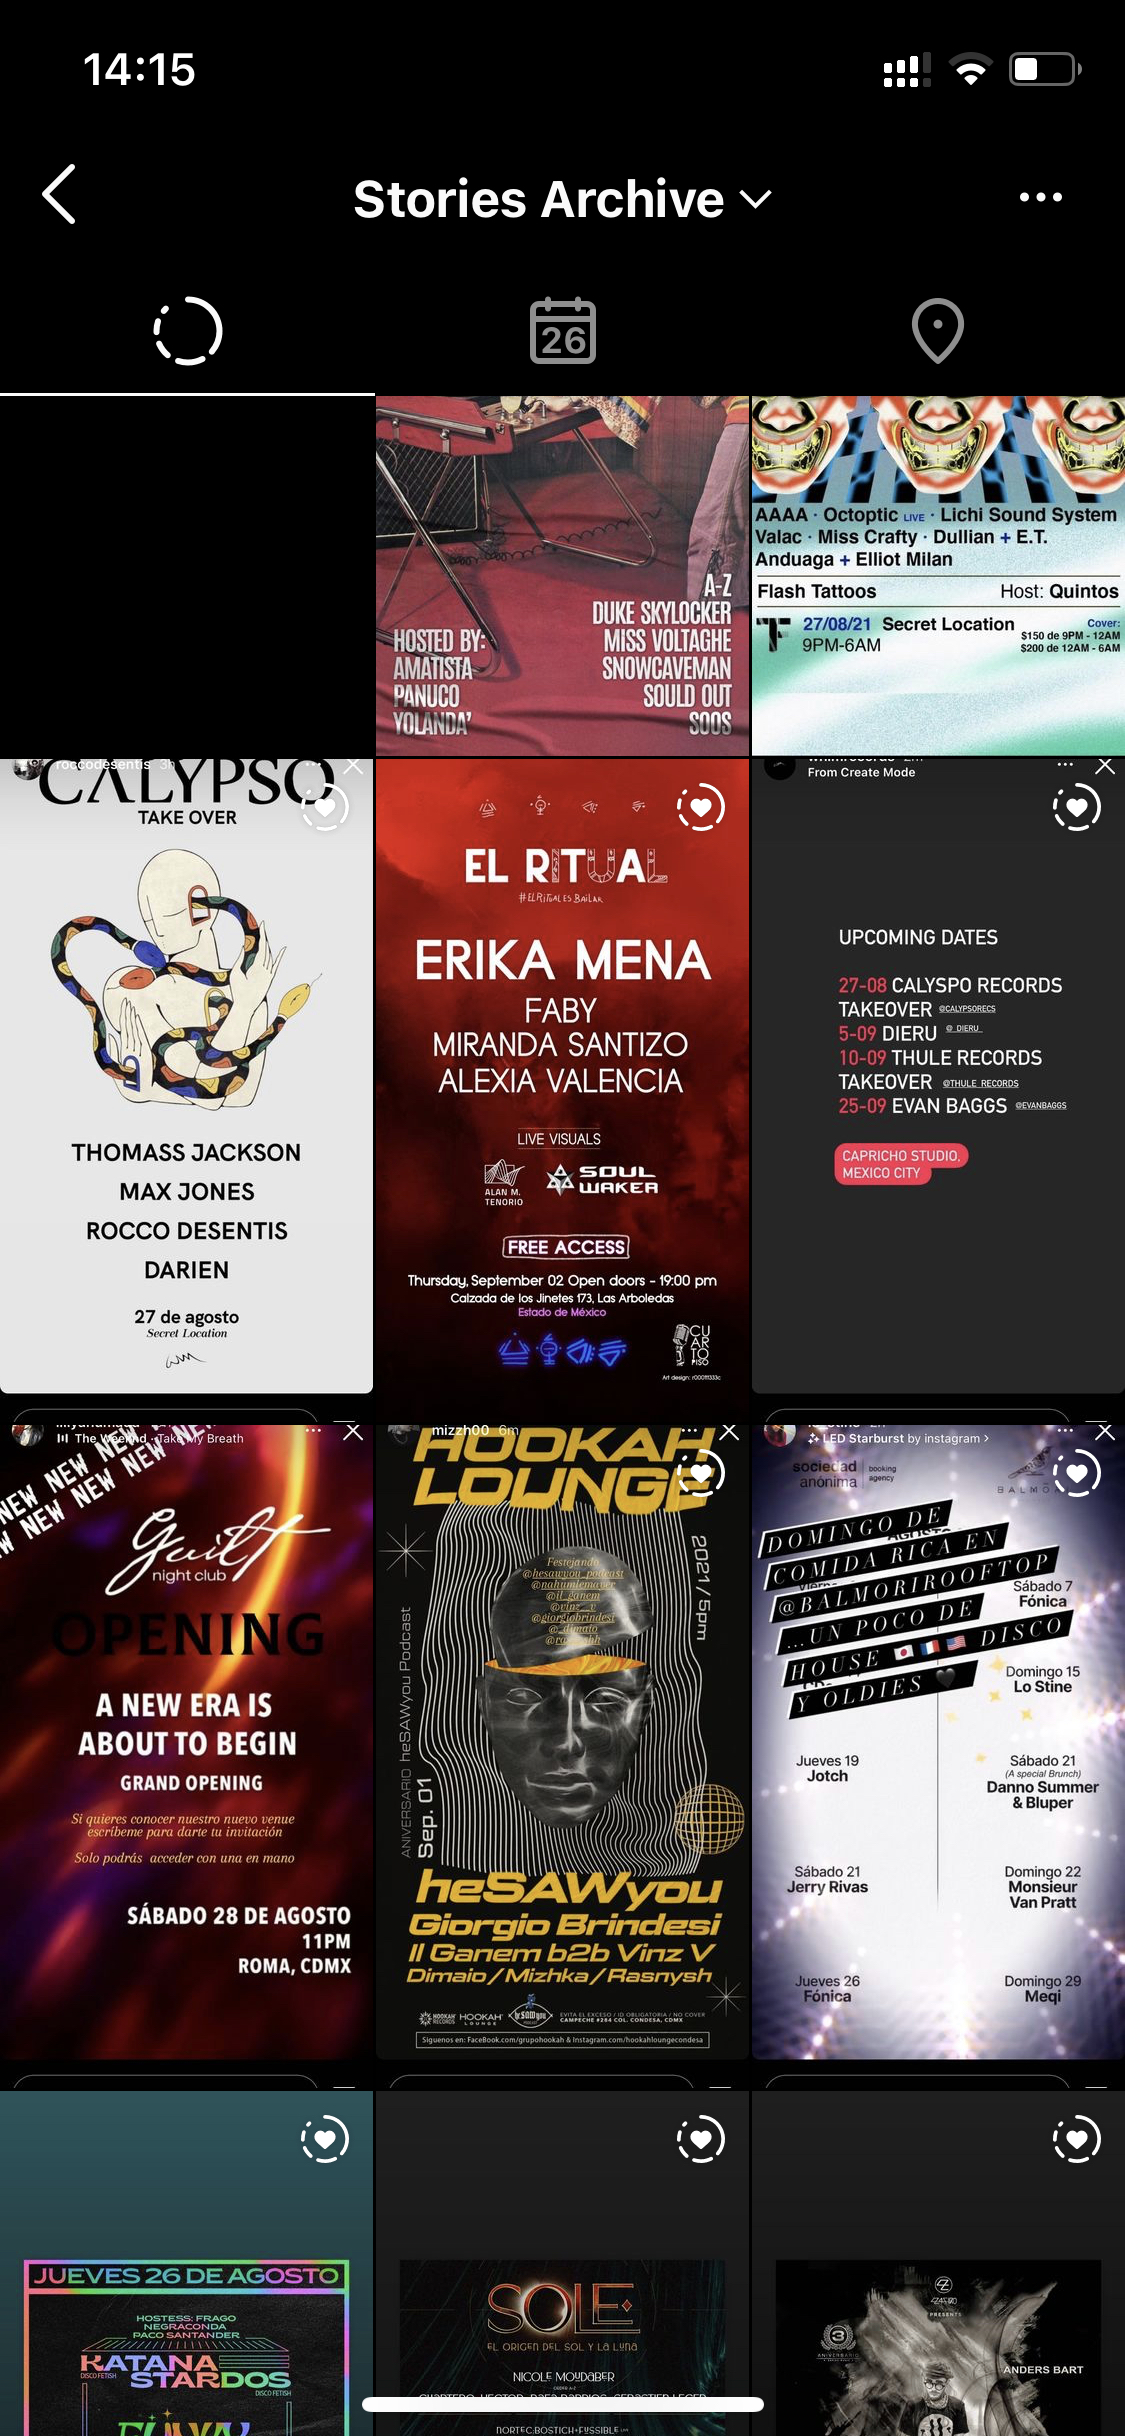 14:15
Stories Archive
26
HOSTED BY:
AMATISTA
PANUCO
YOLANDA'
A-Z
DUKE SKYLOCKER
MISS VOLTAGHE
SNOWCAVEMAN
SOULD OUT
SOOS
AAAA · Octoptic LIVE · Lichi Sound System
Valac · Miss Crafty · Dullian + E.T.
Anduaga + Elliot Milan
Flash Tattoos
Host: Quintos
27/08/21 Secret Location
9PM-6AM
Cover:
$150 de 9PM - 12AM
$200 de 12AM - 6AM
roccodesentis 3h
CALYPSO
TAKE OVER
THOMASS JACKSON
MAX JONES
ROCCO DESENTIS
DARIEN
27 de agosto
Secret Location
EL RITUAL
#ELRITUALESBAILAR
ERIKA MENA
FABY
MIRANDA SANTIZO
ALEXIA VALENCIA
LIVE VISUALS
ALAN M.
TENORIO
SOUL
WAKER
FREE ACCESS
Thursday, September 02 Open doors - 19:00 pm
Calzada de los Jinetes 173, Las Arboledas
Estado de México
CU
AR
TO
PISO
Art design: r00011333c
whimrecords 2m
From Create Mode
UPCOMING DATES
27-08 CALYSPO RECORDS
TAKEOVER @CALYPSORECS
5-09 DIERU @_DIERU_
10-09 THULE RECORDS
TAKEOVER @THULE_RECORDS
25-09 EVAN BAGGS @EVANBAGGS
CAPRICHO STUDIO,
MEXICO CITY
The Weeknd · Take My Breath
NEW NEW NEW NEW
NEW NEW NEW
guilt
night club
OPENING
A NEW ERA IS
ABOUT TO BEGIN
GRAND OPENING
Si quieres conocer nuestro nuevo venue
escribeme para darte tu invitación
Solo podrás acceder con una en mano
SÁBADO 28 DE AGOSTO
11PM
ROMA, CDMX
mizzh00 6m
HOOKAH
LOUNGE
Festejando
@hesawyou_podcast
@nahumlemayer
@il_ganem
@vinz__v
@giorgiobrindesi
@_dimaio
2021/5pm
ANIVERSARIO heSAWyou Podcast
Sep. 01
heSAWyou
Giorgio Brindesi
Il Ganem b2b Vinz V
Dimaio/Mizhka/Rasnysh
HOOKAH
RECORDS
HOOKAH
LOUNGE
heSAWyou
EVITA EL EXCESO / ID OBLIGATORIA / NO COVER
CAMPECHE #284 COL. CONDESA, CDMX
Siguenos en: FaceBook.com/grupohookah & Instagram.com/hookahloungecondesa
LED Starburst by instagram >
sociedad
anónima
booking
agency
DOMINGO DE
COMIDA RICA EN
@BALMORIROOFTOP
...UN POCO DE
HOUSE 🇯🇵 🇫🇷 🇺🇸 DISCO
Y OLDIES 🖤
Sábado 7
Fónica
Domingo 15
Lo Stine
Jueves 19
Jotch
Sábado 21
(A special Brunch)
Danno Summer
& Bluper
Sábado 21
Jerry Rivas
Domingo 22
Monsieur
Van Pratt
Jueves 26
Fónica
Domingo 29
Meqi
JUEVES 26 DE AGOSTO
HOSTESS: FRAGO
NEGRACONDA
PACO SANTANDER
KATANA
DISCO FETISH
STARDOS
DISCO FETISH
SOLE
EL ORIGEN DEL SOL Y LA LUNA
NICOLE MOUDABER
ORDER A-Z
NORTEC:BOSTICH+FUSSIBLE LIVE
PRESENTS
3
ANIVERSARIO
ANDERS BART